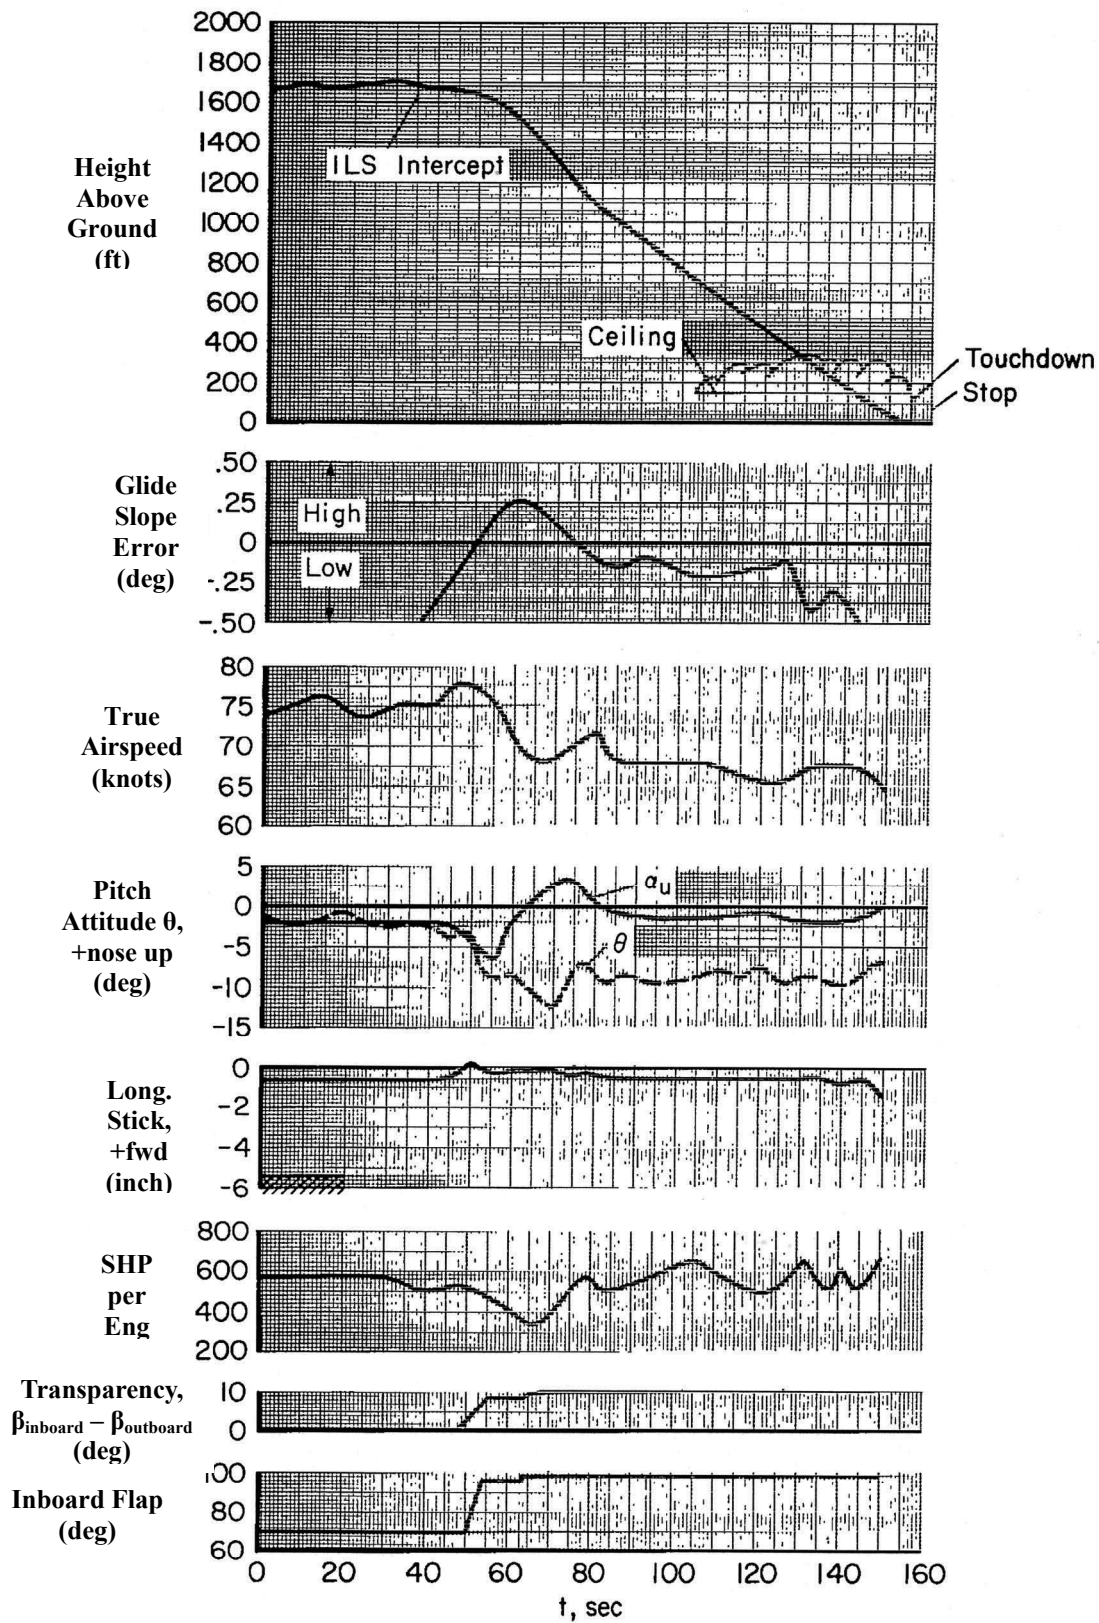 2000
1800
1600
1400
1200
1000
800
600
400
200
0
Height
Above
Ground
(ft)
ILS Intercept
Ceiling
Touchdown
Stop
.50
.25
0
-.25
-.50
Glide
Slope
Error
(deg)
High
Low
80
75
70
65
60
True
Airspeed
(knots)
5
0
-5
-10
-15
Pitch
Attitude θ,
+nose up
(deg)
αu
θ
0
-2
-4
-6
Long.
Stick,
+fwd
(inch)
800
600
400
200
SHP
per
Eng
10
0
Transparency,
βinboard – βoutboard
(deg)
100
80
60
Inboard Flap
(deg)
0 20 40 60 80 100 120 140 160
t, sec